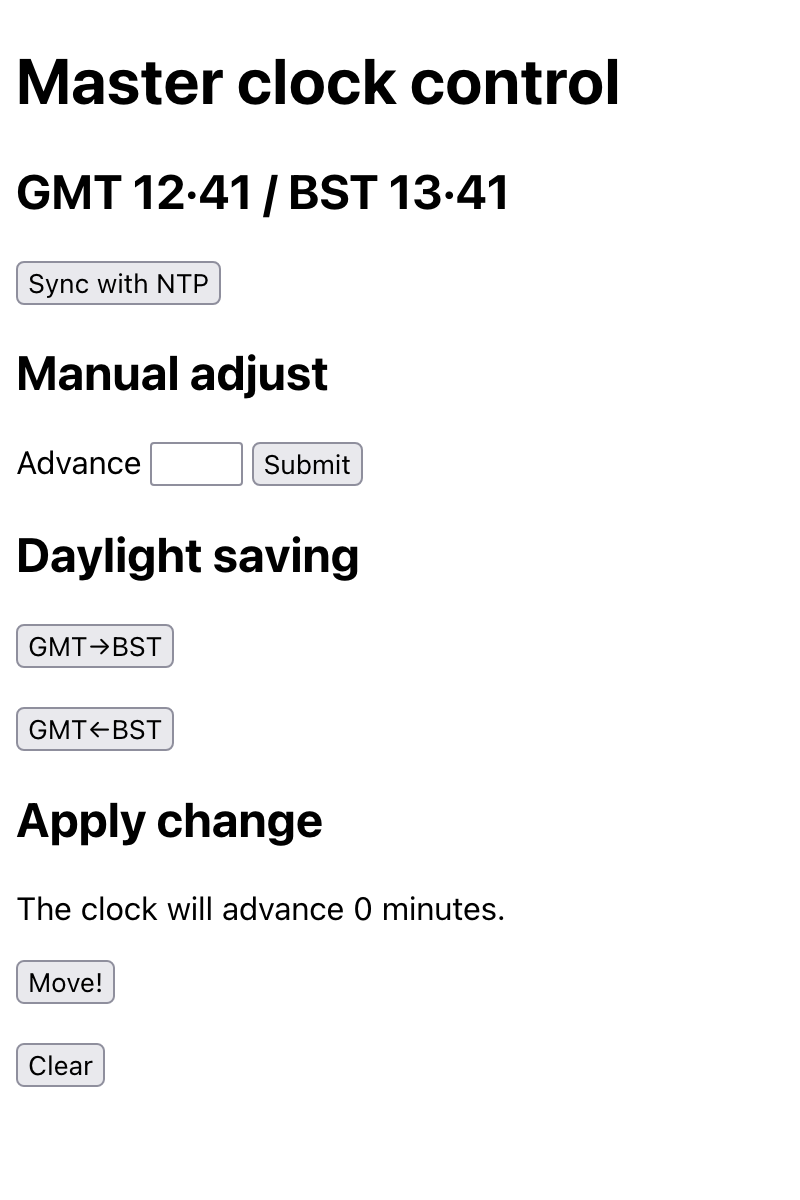 Master clock control
GMT 12·41 / BST 13·41
Sync with NTP
Manual adjust
Advance Submit
Daylight saving
GMT→BST
GMT←BST
Apply change
The clock will advance 0 minutes.
Move!
Clear